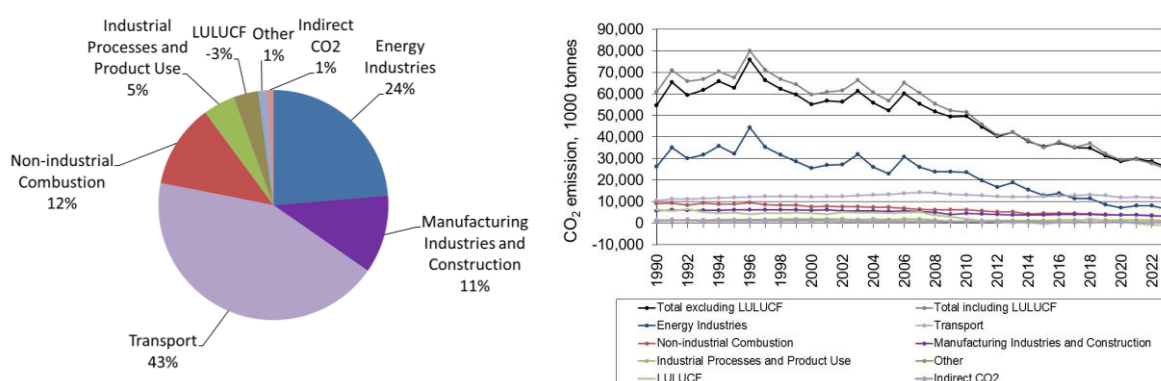 Industrial
Processes and
Product Use
5%
LULUCF
-3%
Other
1%
Indirect
CO2
1%
Energy
Industries
24%
Non-industrial
Combustion
12%
Manufacturing
Industries and
Construction
11%
Transport
43%
CO2 emission, 1000 tonnes
90,000
80,000
70,000
60,000
50,000
40,000
30,000
20,000
10,000
0
-10,000
1990
1992
1994
1996
1998
2000
2002
2004
2006
2008
2010
2012
2014
2016
2018
2020
2022
Total excluding LULUCF
Total including LULUCF
Energy Industries
Transport
Non-industrial Combustion
Manufacturing Industries and Construction
Industrial Processes and Product Use
Other
LULUCF
Indirect CO2